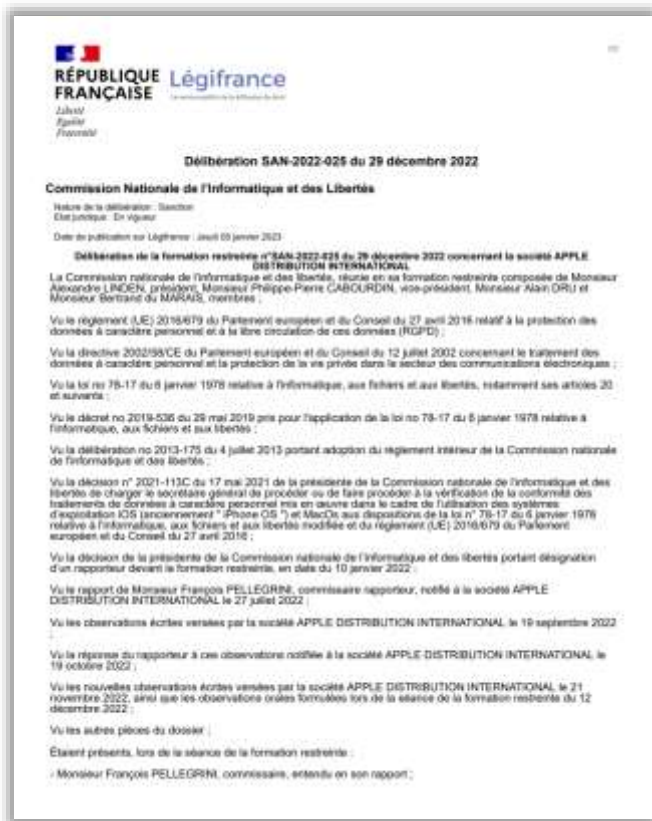 RÉPUBLIQUE
FRANÇAISE
Liberté
Égalité
Fraternité
Légifrance
Délibération SAN-2022-025 du 29 décembre 2022
Commission Nationale de l'Informatique et des Libertés
Nature de la délibération : Sanction
Etat juridique : En vigueur
Date de publication sur Légifrance : Jeudi 05 janvier 2023
Délibération de la formation restreinte n°SAN-2022-025 du 29 décembre 2022 concernant la société APPLE
DISTRIBUTION INTERNATIONAL
La Commission nationale de l'informatique et des libertés, réunie en sa formation restreinte composée de Monsieur
Alexandre LINDEN, président, Monsieur Philippe-Pierre CABOURDIN, vice-président, Monsieur Alain DRU et
Monsieur Bertrand du MARAIS, membres ;
Vu le règlement (UE) 2016/679 du Parlement européen et du Conseil du 27 avril 2016 relatif à la protection des
données à caractère personnel et à la libre circulation de ces données (RGPD) ;
Vu la directive 2002/58/CE du Parlement européen et du Conseil du 12 juillet 2002 concernant le traitement des
données à caractère personnel et la protection de la vie privée dans le secteur des communications électroniques ;
Vu la loi no 78-17 du 6 janvier 1978 relative à l'informatique, aux fichiers et aux libertés, notamment ses articles 20
et suivants ;
Vu le décret no 2019-536 du 29 mai 2019 pris pour l'application de la loi no 78-17 du 6 janvier 1978 relative à
l'informatique, aux fichiers et aux libertés ;
Vu la délibération no 2013-175 du 4 juillet 2013 portant adoption du règlement intérieur de la Commission nationale
de l'informatique et des libertés ;
Vu la décision n° 2021-113C du 17 mai 2021 de la présidente de la Commission nationale de l'informatique et des
libertés de charger le secrétaire général de procéder ou de faire procéder à la vérification de la conformité des
traitements de données à caractère personnel mis en œuvre dans le cadre de l'utilisation des systèmes
d'exploitation iOS (anciennement " iPhone OS ") et MacOs aux dispositions de la loi n° 78-17 du 6 janvier 1978
relative à l'informatique, aux fichiers et aux libertés modifiée et du règlement (UE) 2016/679 du Parlement
européen et du Conseil du 27 avril 2016 ;
Vu la décision de la présidente de la Commission nationale de l'informatique et des libertés portant désignation
d'un rapporteur devant la formation restreinte, en date du 10 janvier 2022 ;
Vu le rapport de Monsieur François PELLEGRINI, commissaire rapporteur, notifié à la société APPLE
DISTRIBUTION INTERNATIONAL le 27 juillet 2022 ;
Vu les observations écrites versées par la société APPLE DISTRIBUTION INTERNATIONAL le 19 septembre 2022
;
Vu la réponse du rapporteur à ces observations notifiée à la société APPLE DISTRIBUTION INTERNATIONAL le
19 octobre 2022 ;
Vu les nouvelles observations écrites versées par la société APPLE DISTRIBUTION INTERNATIONAL le 21
novembre 2022, ainsi que les observations orales formulées lors de la séance de la formation restreinte du 12
décembre 2022 ;
Vu les autres pièces du dossier ;
Étaient présents, lors de la séance de la formation restreinte :
- Monsieur François PELLEGRINI, commissaire, entendu en son rapport ;